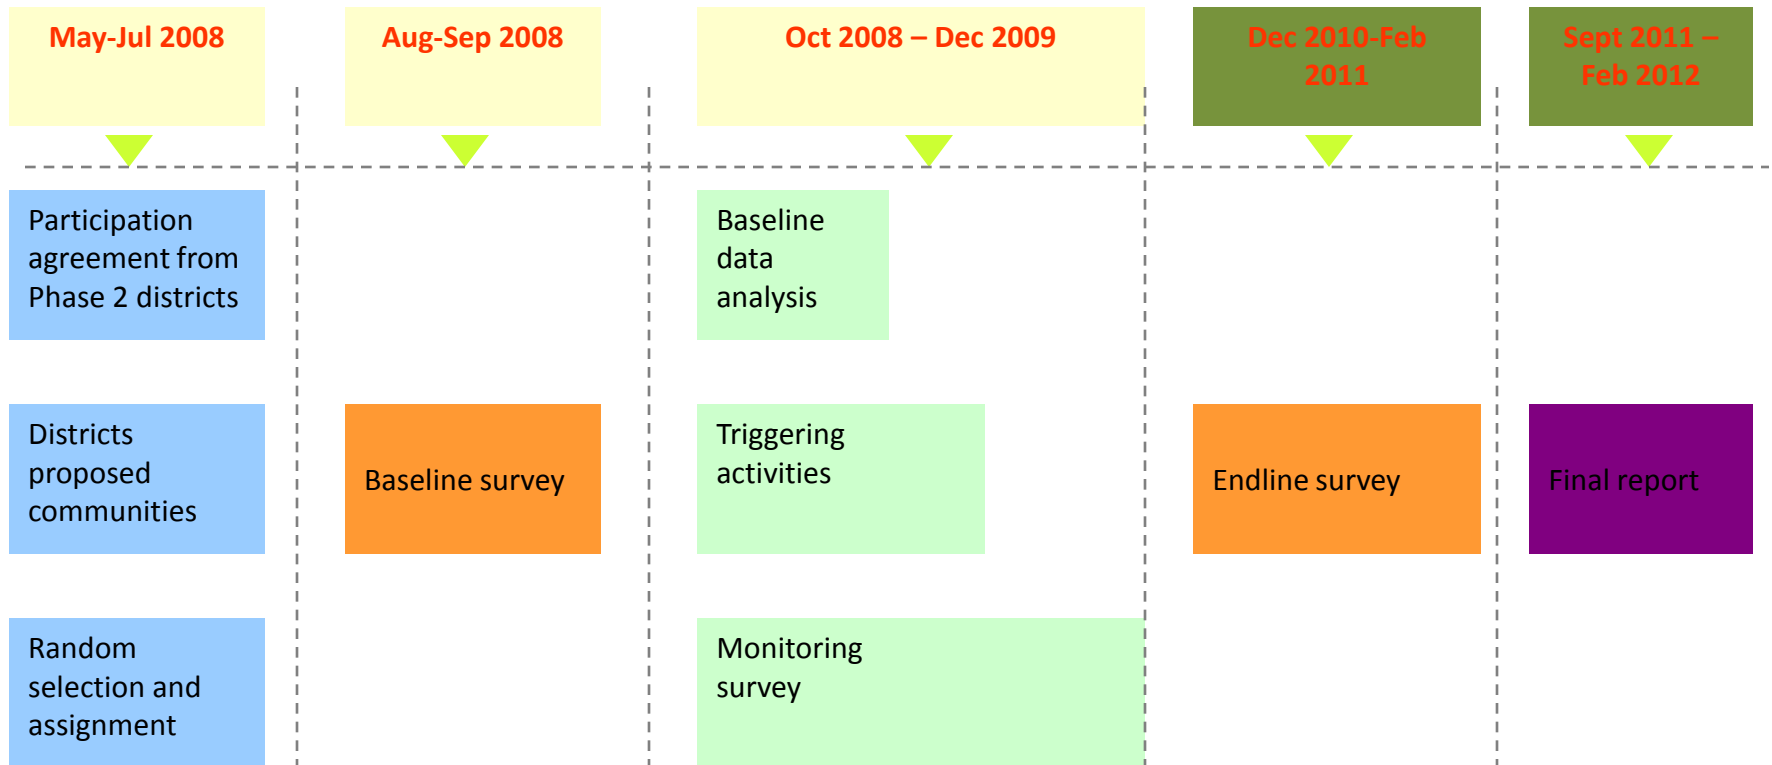 May-Jul 2008
Aug-Sep 2008
Oct 2008 – Dec 2009
Dec 2010-Feb
2011
Sept 2011 –
Feb 2012
Participation
agreement from
Phase 2 districts
Baseline
data
analysis
Districts
proposed
communities
Baseline survey
Triggering
activities
Endline survey
Final report
Random
selection and
assignment
Monitoring
survey